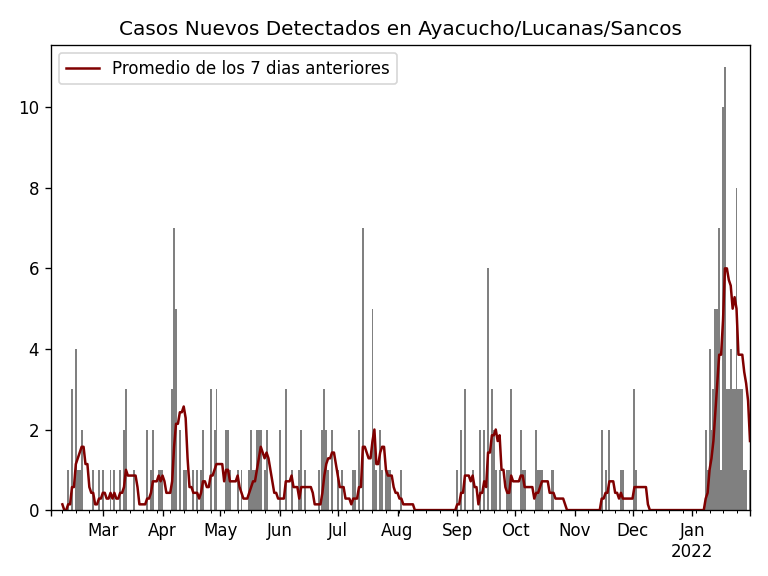 Casos Nuevos Detectados en Ayacucho/Lucanas/Sancos
Promedio de los 7 dias anteriores
10
8
6
4
2
0
Mar Apr May Jun Jul Aug Sep Oct Nov Dec Jan
2022